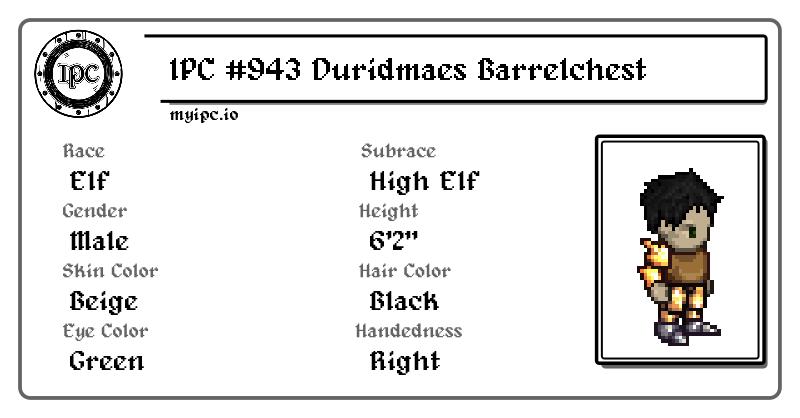 IPC
IPC #943 Duridmaes Barrelchest
myipc.io
Race
Elf
Subrace
High Elf
Gender
Male
Height
6'2"
Skin Color
Beige
Hair Color
Black
Eye Color
Green
Handedness
Right